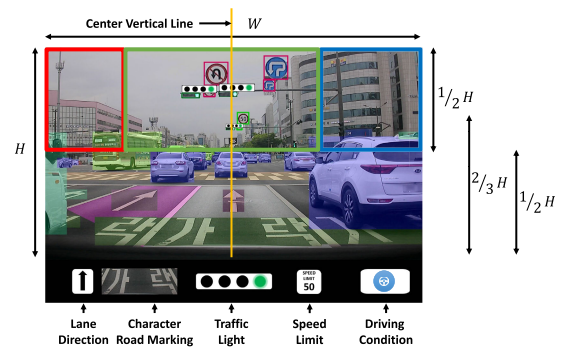 Center Vertical Line
W
1/2 H
H
2/3 H
1/2 H
SPEED
LIMIT
50
Lane
Direction
Character
Road Marking
Traffic
Light
Speed
Limit
Driving
Condition